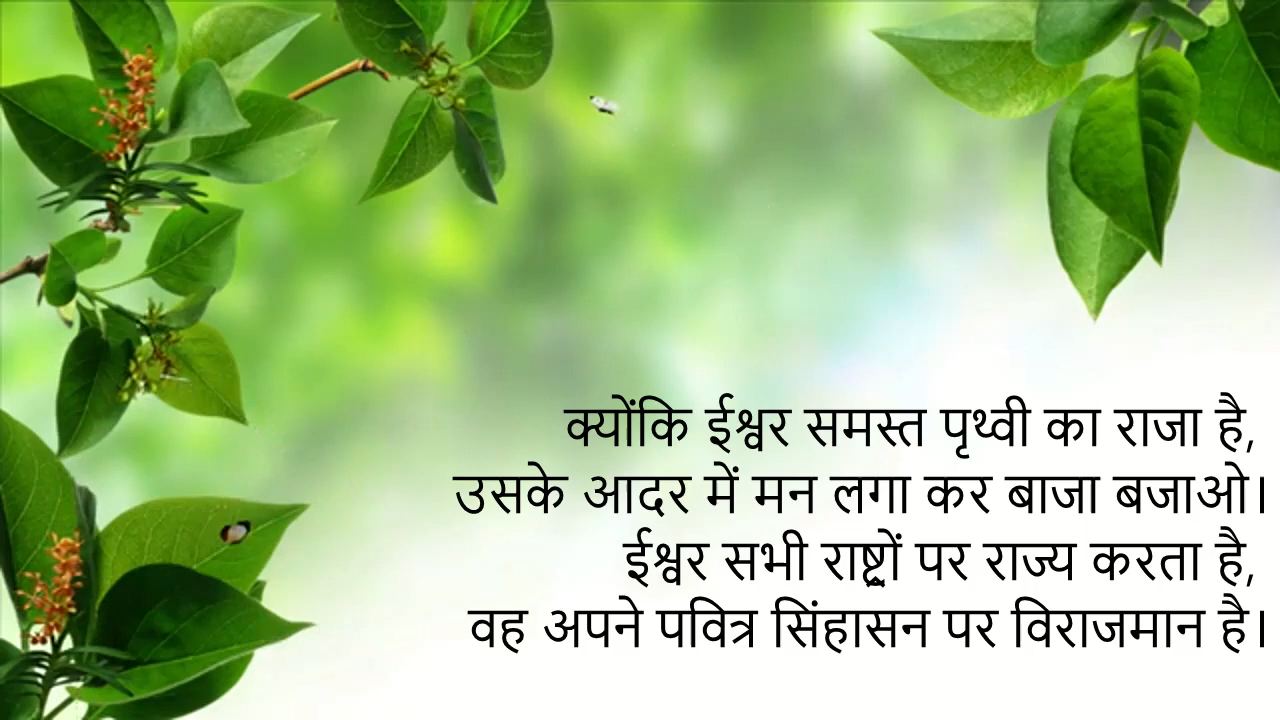 क्योंकि ईश्वर समस्त पृथ्वी का राजा है,
उसके आदर में मन लगा कर बाजा बजाओ।
ईश्वर सभी राष्ट्रों पर राज्य करता है,
वह अपने पवित्र सिंहासन पर विराजमान है।